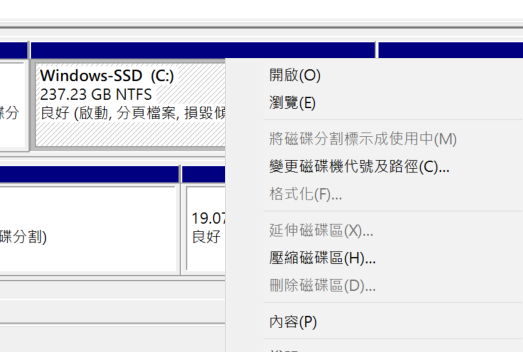 Windows-SSD (C:)
237.23 GB NTFS
良好 (啟動, 分頁檔案, 損毀傾
碟分
開啟(O)
瀏覽(E)
將磁碟分割標示成使用中(M)
變更磁碟機代號及路徑(C)...
格式化(F)...
延伸磁碟區(X)...
壓縮磁碟區(H)...
刪除磁碟區(D)...
內容(P)
碟分割)
19.07
良好